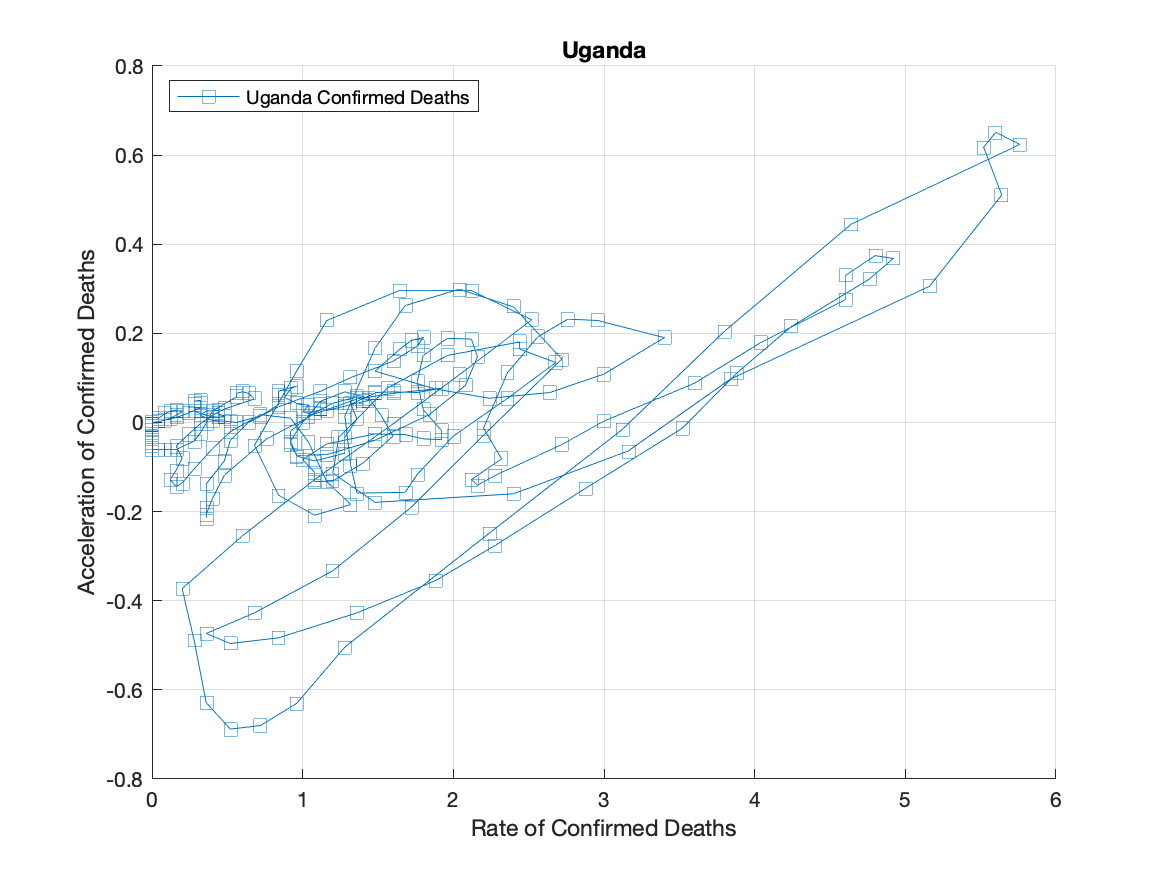 Uganda
Uganda Confirmed Deaths
Acceleration of Confirmed Deaths
0.8
0.6
0.4
0.2
0
-0.2
-0.4
-0.6
-0.8
0 1 2 3 4 5 6
Rate of Confirmed Deaths